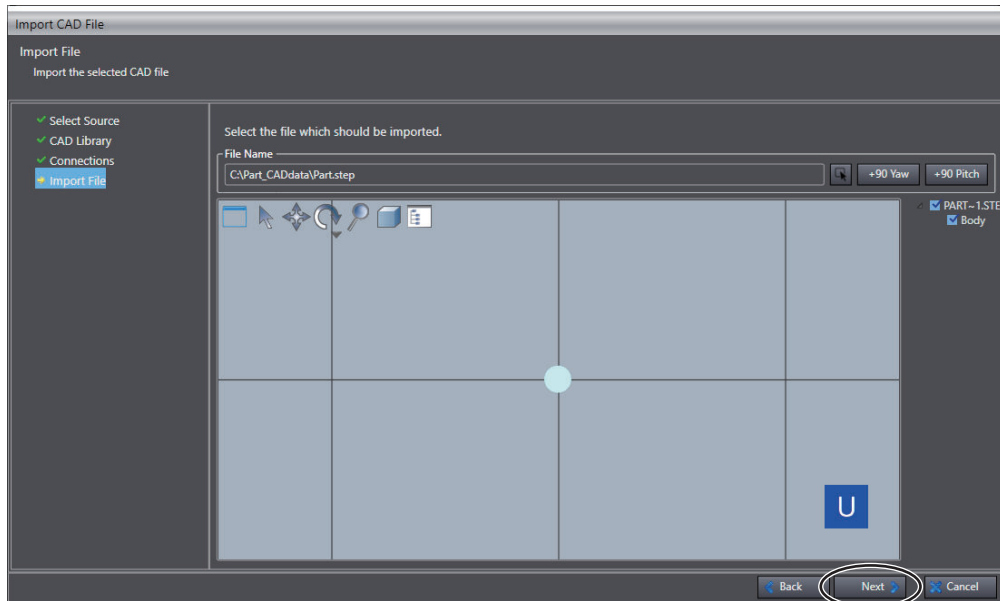 Import CAD File
Import File
Import the selected CAD file
Select Source
CAD Library
Connections
Import File
Select the file which should be imported.
File Name
C:\Part_CADdata\Part.step
+90 Yaw
+90 Pitch
PART~1.STE
Body
U
Back
Next
Cancel